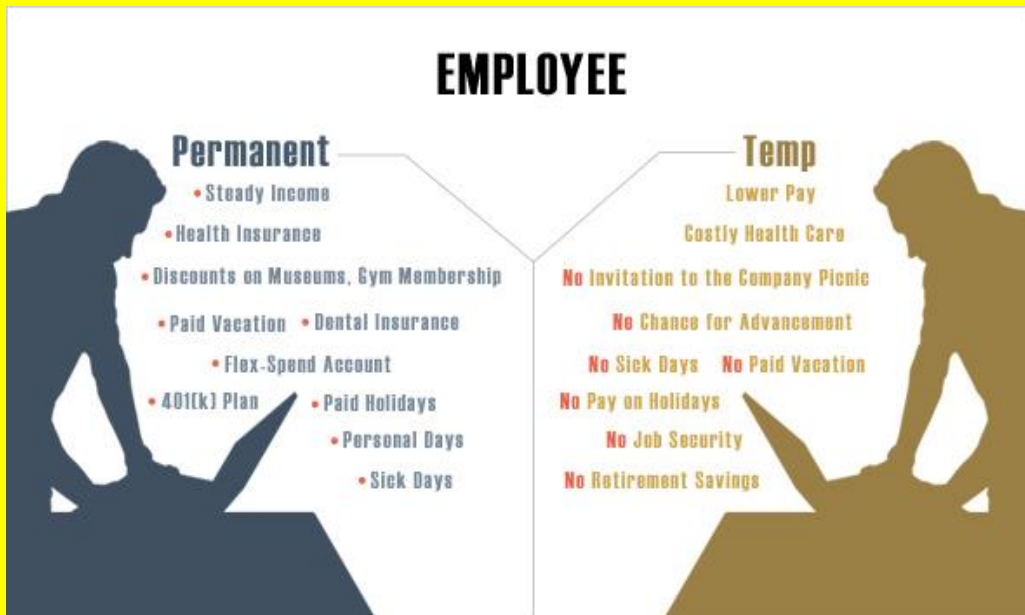 EMPLOYEE
Permanent
• Steady Income
• Health Insurance
• Discounts on Museums, Gym Membership
• Paid Vacation • Dental Insurance
• Flex-Spend Account
• 401(k) Plan • Paid Holidays
• Personal Days
• Sick Days
Temp
Lower Pay
Costly Health Care
No Invitation to the Company Picnic
No Chance for Advancement
No Sick Days No Paid Vacation
No Pay on Holidays
No Job Security
No Retirement Savings